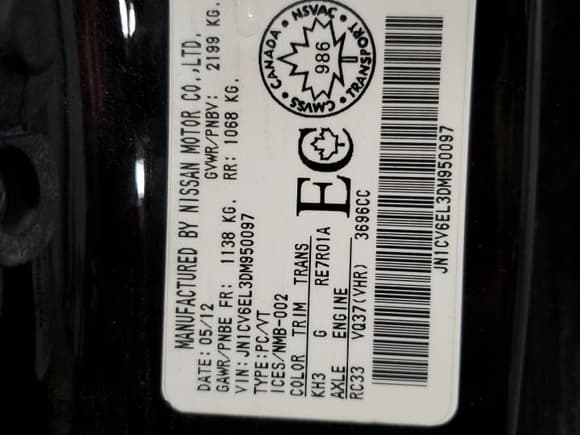 MANUFACTURED BY NISSAN MOTOR CO.,LTD.
DATE: 05/12 GVWR/PNBV: 2199 KG.
GAWR/PNBE FR: 1138 KG. RR: 1068 KG.
VIN: JN1CV6EL3DM950097
TYPE:PC/VT
ICES/NMB-002
COLOR TRIM TRANS
KH3 G RE7R01A
AXLE ENGINE
RC33 VQ37(VHR) 3696CC
JN1CV6EL3DM950097
CANADA • NSVAC • TRANSPORT • CMVSS
986
EC